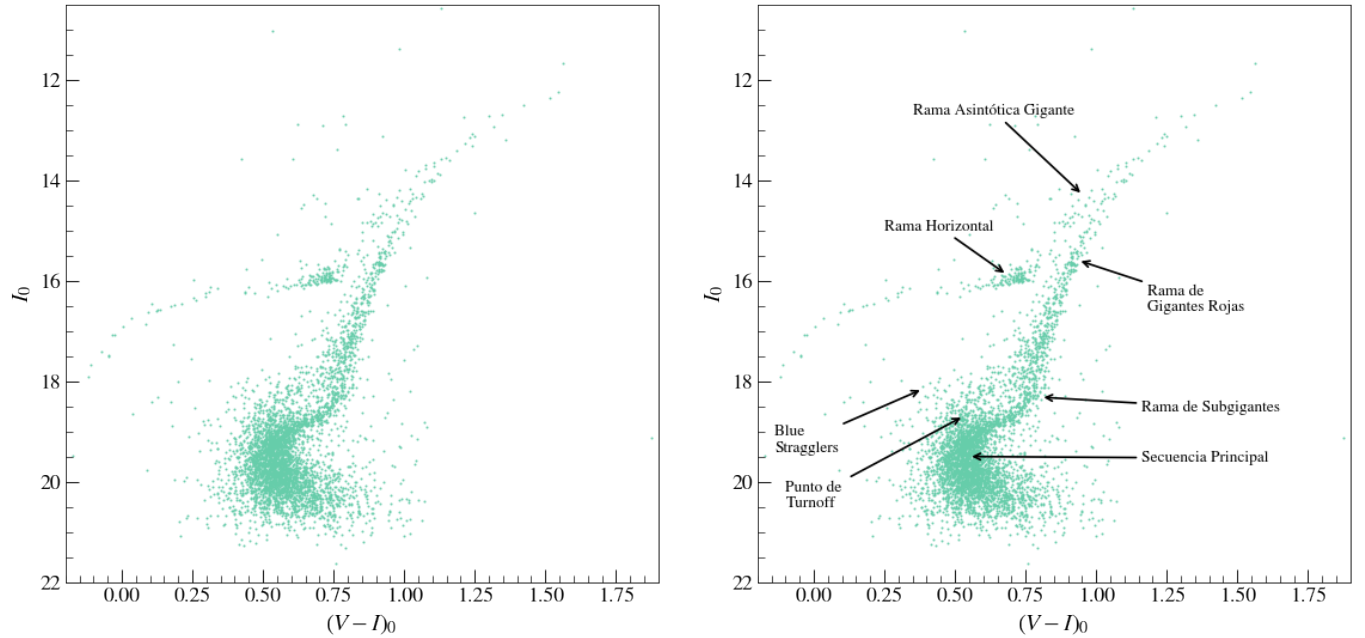 12
14
16
18
20
22
I₀
0.00 0.25 0.50 0.75 1.00 1.25 1.50 1.75
(V − I)₀
12
14
16
18
20
22
I₀
Rama Asintótica Gigante
Rama Horizontal
Rama de
Gigantes Rojas
Rama de Subgigantes
Blue
Stragglers
Secuencia Principal
Punto de
Turnoff
0.00 0.25 0.50 0.75 1.00 1.25 1.50 1.75
(V − I)₀